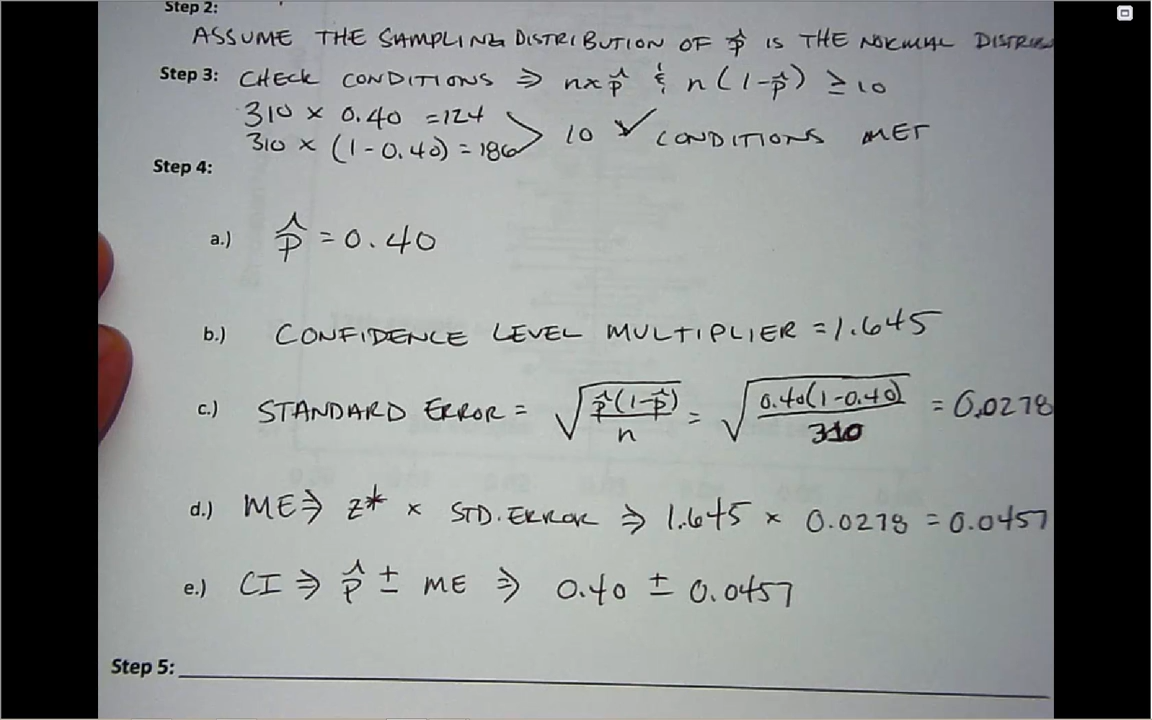 Step 2:
ASSUME THE SAMPLING DISTRIBUTION OF p̂ IS THE NORMAL
Step 3: CHECK CONDITIONS ⇒ n×p̂ & n(1-p̂) ≥ 10
310 × 0.40 = 124
310 × (1-0.40) = 186 > 10 ✓ CONDITIONS MET
Step 4:
a.) p̂ = 0.40
b.) CONFIDENCE LEVEL MULTIPLIER = 1.645
c.) STANDARD ERROR = √(p̂(1-p̂)/n) = √(0.40(1-0.40)/310) = 0.0278
d.) ME ⇒ z* × STD. ERROR ⇒ 1.645 × 0.0278 = 0.0457
e.) CI ⇒ p̂ ± ME ⇒ 0.40 ± 0.0457
Step 5: